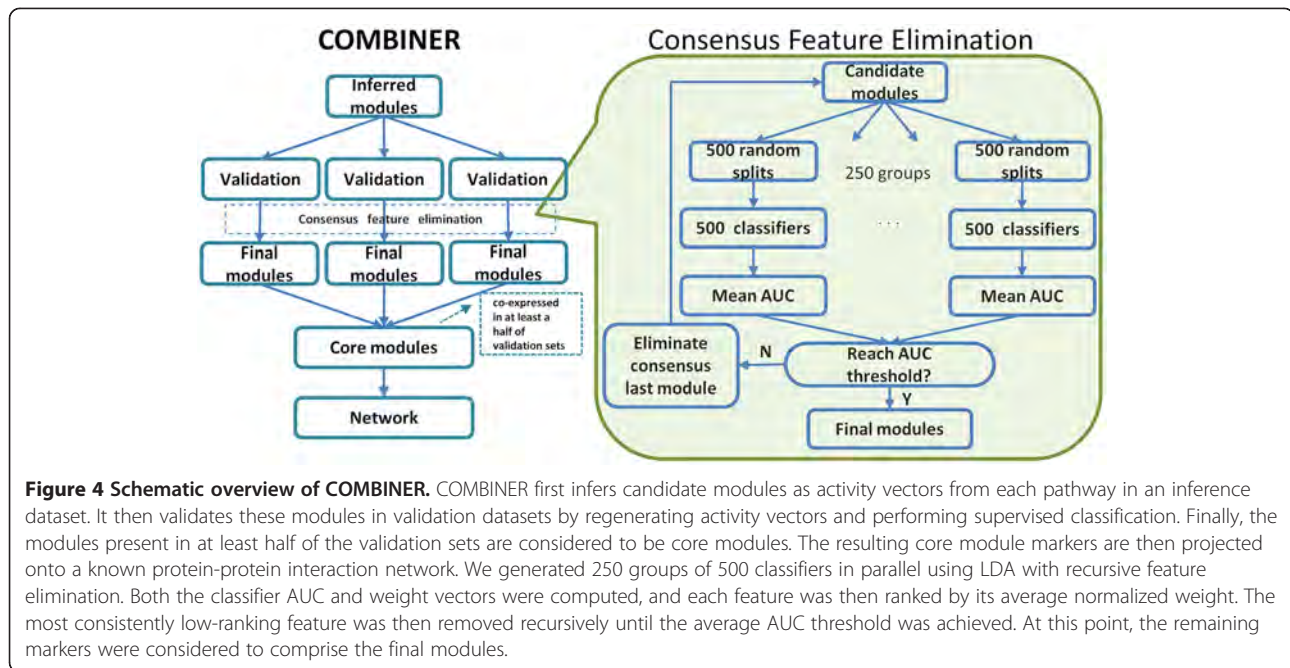 COMBINER
Inferred
modules
Validation
Validation
Validation
Consensus feature elimination
Final
modules
Final
modules
Final
modules
co-expressed
in at least a
half of
validation sets
Core modules
Network
Consensus Feature Elimination
Candidate
modules
500 random
splits
250 groups
500 random
splits
500 classifiers
. . .
500 classifiers
Mean AUC
Mean AUC
Eliminate
consensus
last module
N
Reach AUC
threshold?
Y
Final modules
Figure 4 Schematic overview of COMBINER. COMBINER first infers candidate modules as activity vectors from each pathway in an inference
dataset. It then validates these modules in validation datasets by regenerating activity vectors and performing supervised classification. Finally, the
modules present in at least half of the validation sets are considered to be core modules. The resulting core module markers are then projected
onto a known protein-protein interaction network. We generated 250 groups of 500 classifiers in parallel using LDA with recursive feature
elimination. Both the classifier AUC and weight vectors were computed, and each feature was then ranked by its average normalized weight. The
most consistently low-ranking feature was then removed recursively until the average AUC threshold was achieved. At this point, the remaining
markers were considered to comprise the final modules.